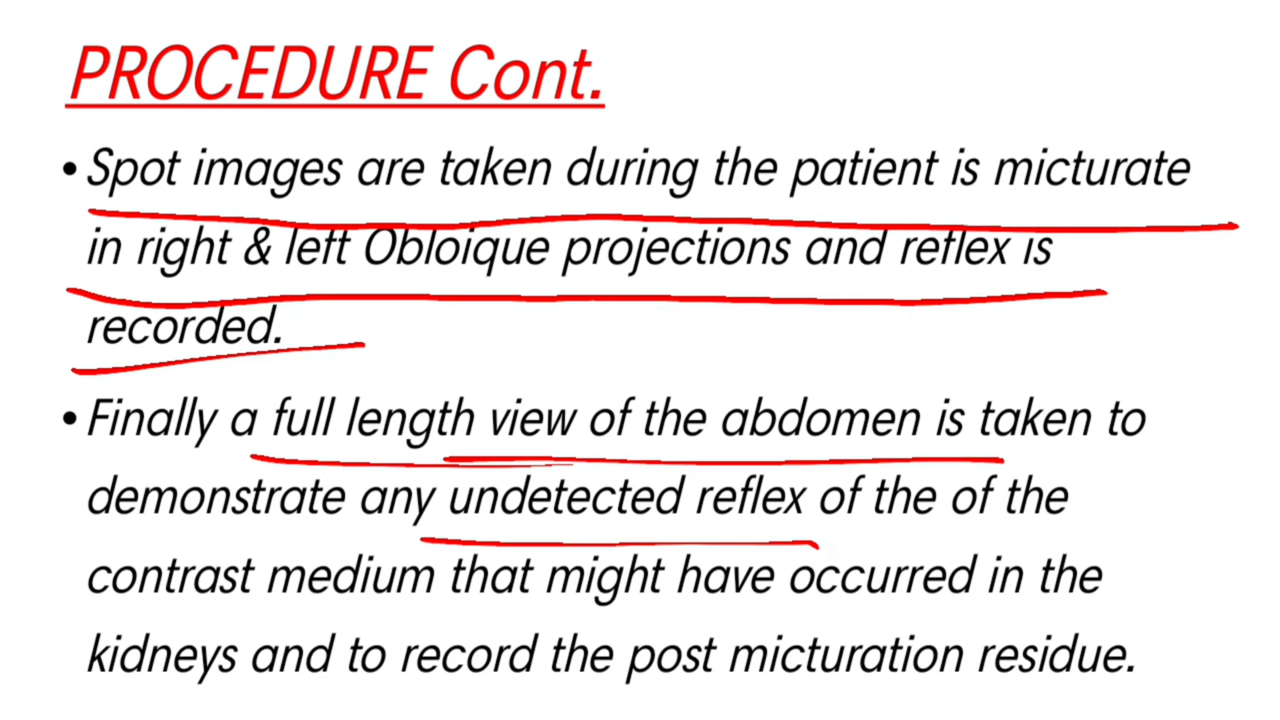 PROCEDURE Cont.
• Spot images are taken during the patient is micturate
in right & left Obloique projections and reflex is
recorded.
• Finally a full length view of the abdomen is taken to
demonstrate any undetected reflex of the of the
contrast medium that might have occurred in the
kidneys and to record the post micturation residue.